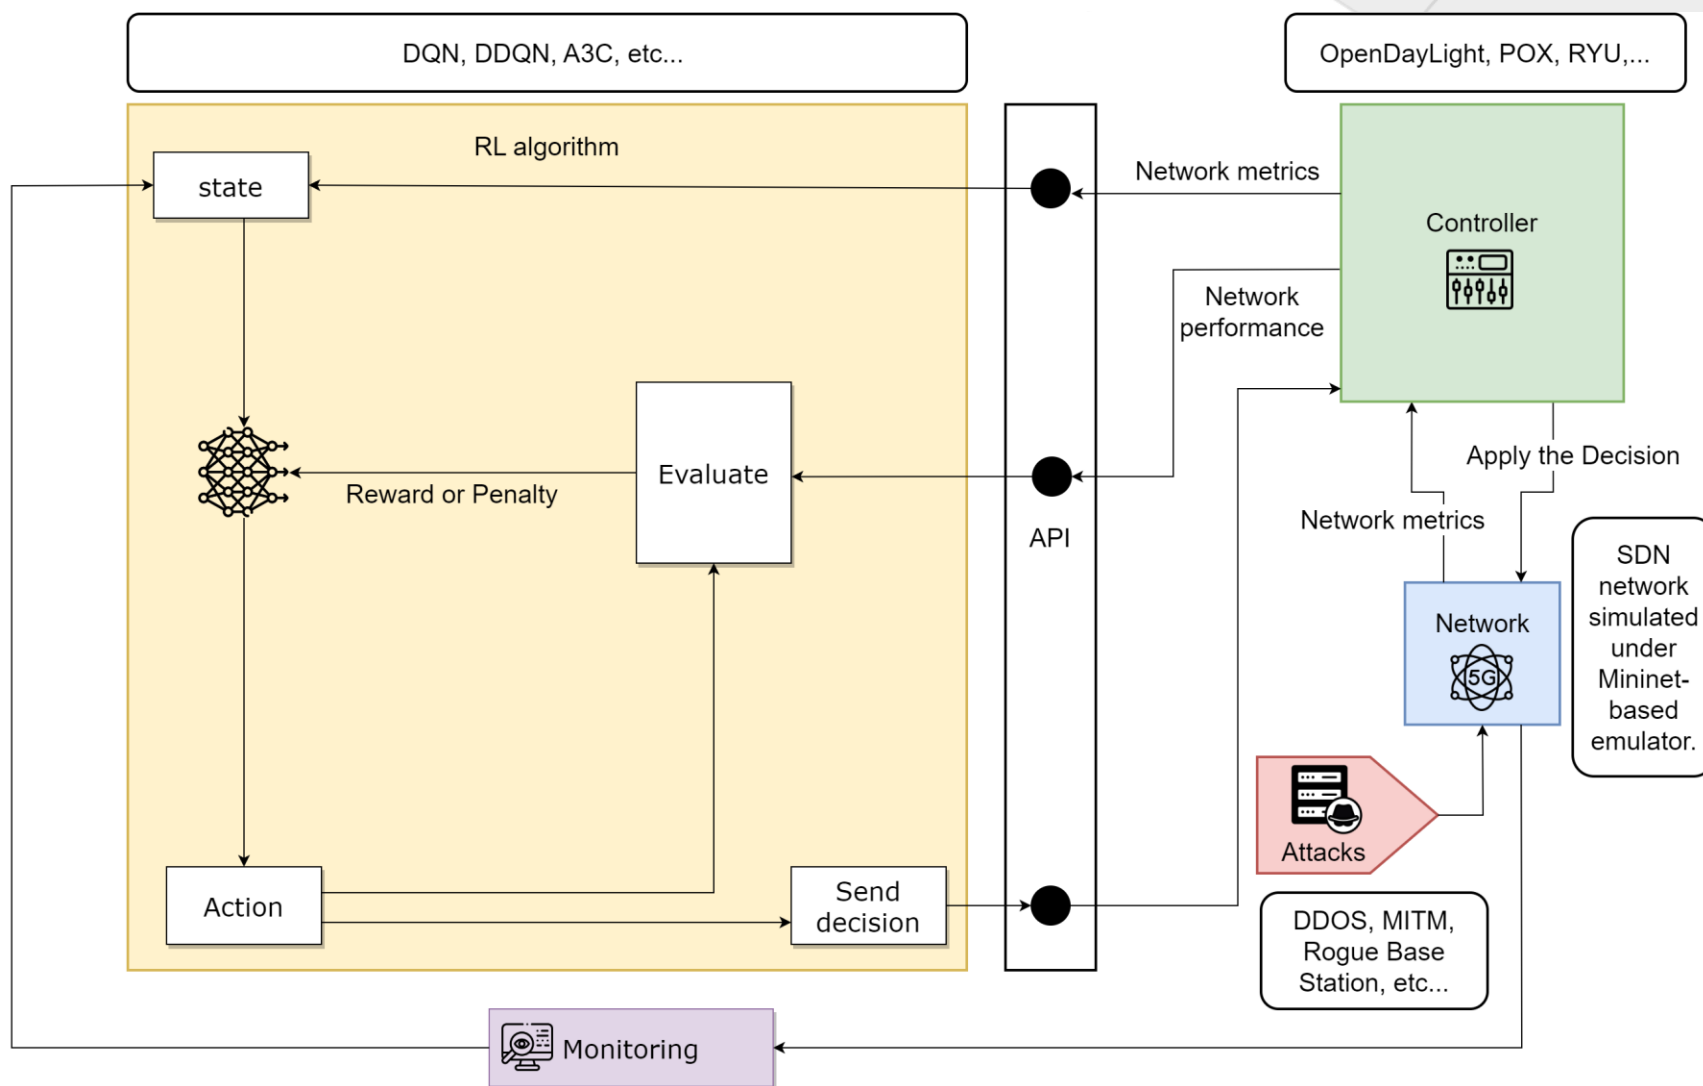 DQN, DDQN, A3C, etc...
OpenDayLight, POX, RYU,...
RL algorithm
state
Network metrics
Controller
Network
performance
Evaluate
Reward or Penalty
API
Apply the Decision
Network metrics
SDN
network
simulated
under
Mininet-
based
emulator.
Network
5G
Attacks
Action
Send
decision
DDOS, MITM,
Rogue Base
Station, etc...
Monitoring